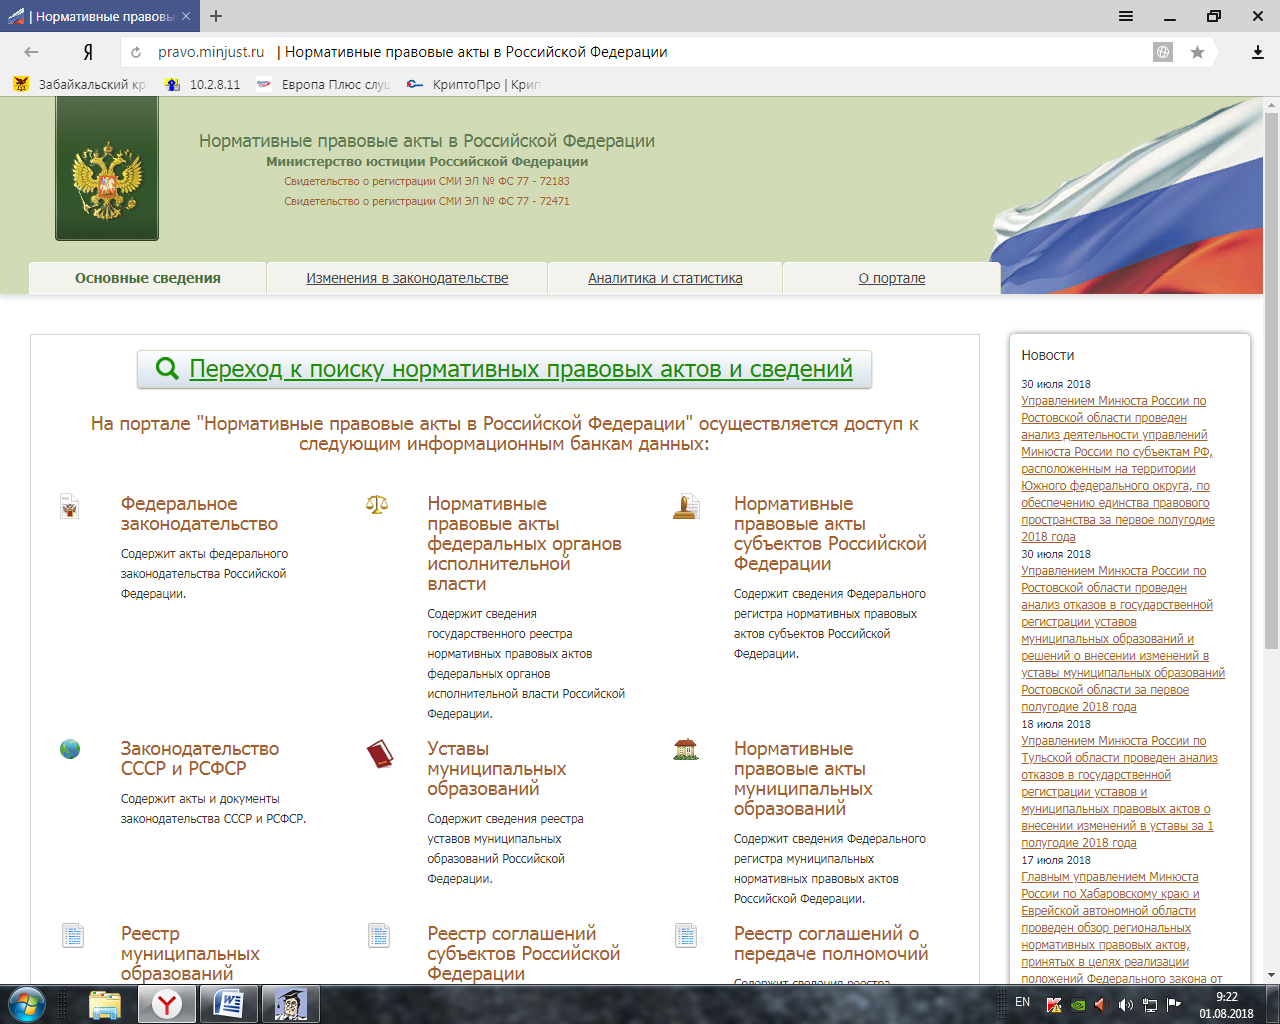 | Нормативные правовы
pravo.minjust.ru | Нормативные правовые акты в Российской Федерации
Забайкальский кр
10.2.8.11
Европа Плюс слуш
КриптоПро | Крип
Нормативные правовые акты в Российской Федерации
Министерство юстиции Российской Федерации
Свидетельство о регистрации СМИ ЭЛ № ФС 77 - 72183
Свидетельство о регистрации СМИ ЭЛ № ФС 77 - 72471
Основные сведения
Изменения в законодательстве
Аналитика и статистика
О портале
Переход к поиску нормативных правовых актов и сведений
На портале "Нормативные правовые акты в Российской Федерации" осуществляется доступ к
следующим информационным банкам данных:
Федеральное
законодательство
Содержит акты федерального
законодательства Российской
Федерации.
Нормативные
правовые акты
федеральных органов
исполнительной
власти
Содержит сведения
государственного реестра
нормативных правовых актов
федеральных органов
исполнительной власти Российской
Федерации.
Нормативные
правовые акты
субъектов Российской
Федерации
Содержит сведения Федерального
регистра нормативных правовых
актов субъектов Российской
Федерации.
Законодательство
СССР и РСФСР
Содержит акты и документы
законодательства СССР и РСФСР.
Уставы
муниципальных
образований
Содержит сведения реестра
уставов муниципальных
образований Российской
Федерации.
Нормативные
правовые акты
муниципальных
образований
Содержит сведения Федерального
регистра муниципальных
нормативных правовых актов
Российской Федерации.
Реестр
муниципальных
образований
Реестр соглашений
субъектов Российской
Федерации
Реестр соглашений о
передаче полномочий
Содержит сведения реестра
Новости
30 июля 2018
Управлением Минюста России по
Ростовской области проведен
анализ деятельности управлений
Минюста России по субъектам РФ,
расположенным на территории
Южного федерального округа, по
обеспечению единства правового
пространства за первое полугодие
2018 года
30 июля 2018
Управлением Минюста России по
Ростовской области проведен
анализ отказов в государственной
регистрации уставов
муниципальных образований и
решений о внесении изменений в
уставы муниципальных образований
Ростовской области за первое
полугодие 2018 года
18 июля 2018
Управлением Минюста России по
Тульской области проведен анализ
отказов в государственной
регистрации уставов и
муниципальных правовых актов о
внесении изменений в уставы за 1
полугодие 2018 года
17 июля 2018
Главным управлением Минюста
России по Хабаровскому краю и
Еврейской автономной области
проведен обзор региональных
нормативных правовых актов,
принятых в целях реализации
положений Федерального закона от
EN
9:22
01.08.2018